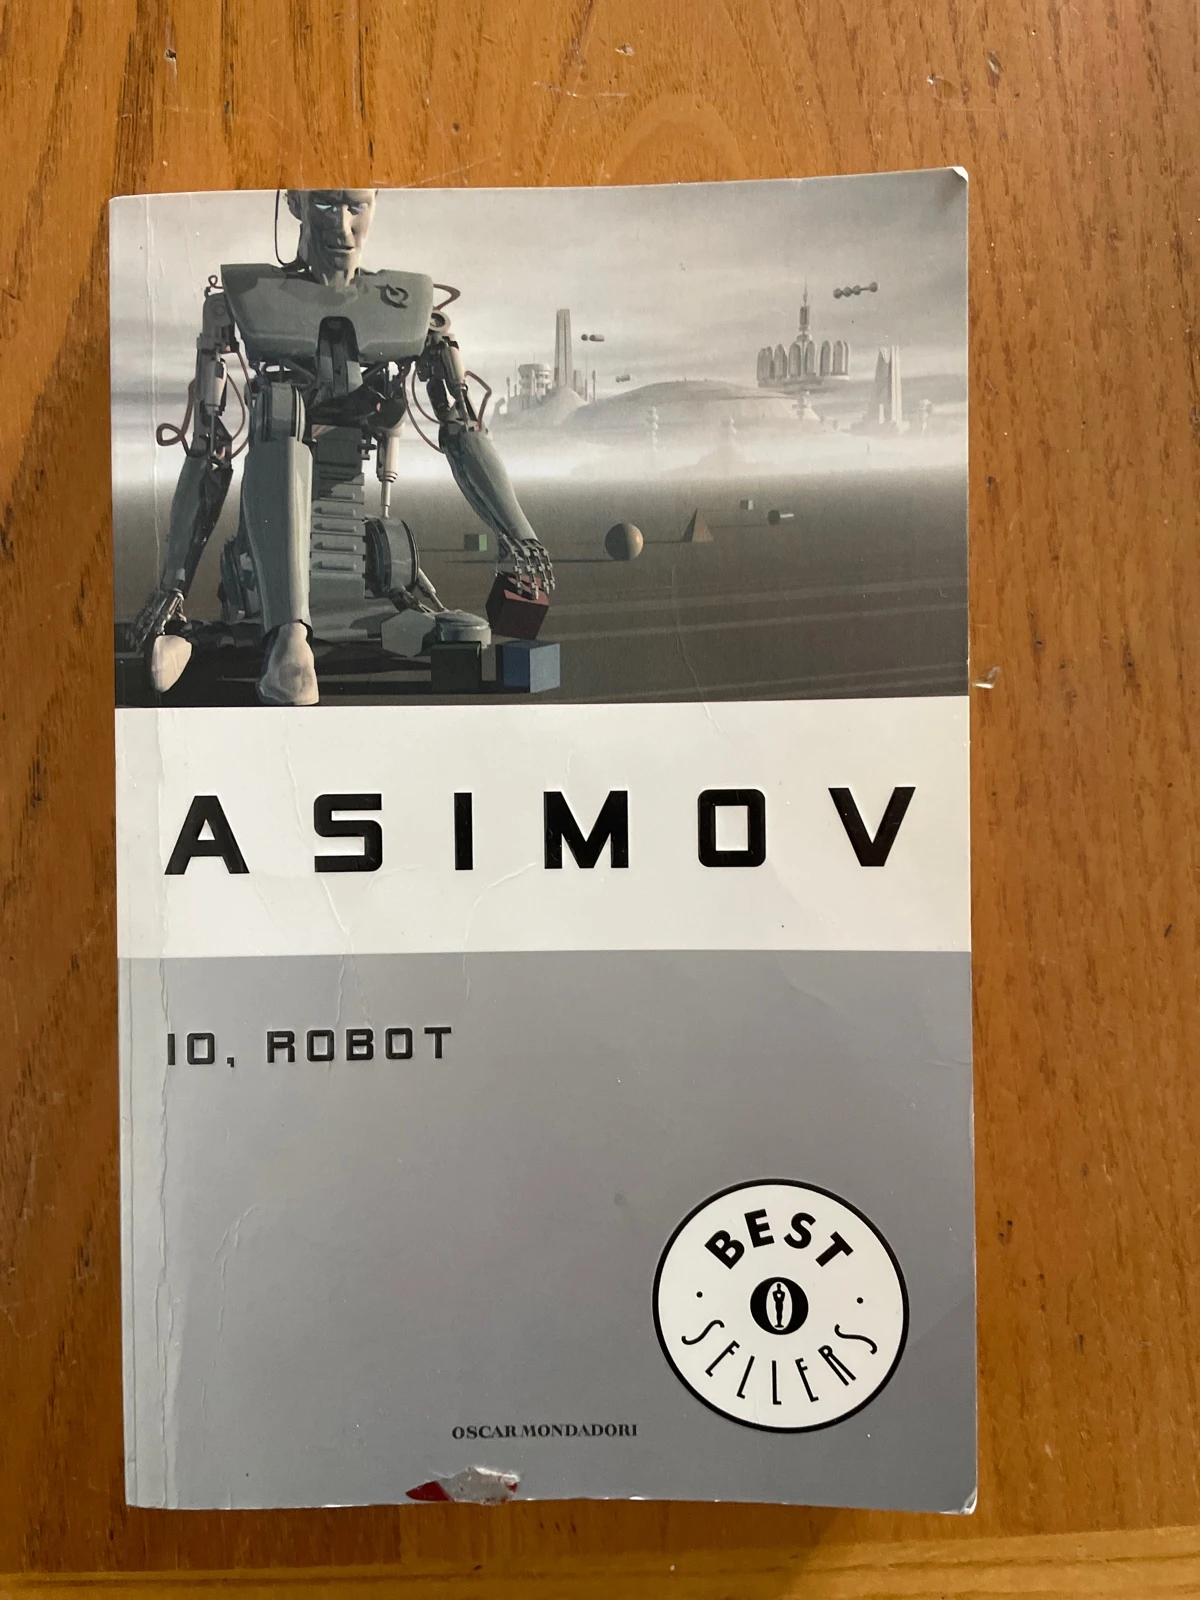 ASIMOV
IO, ROBOT
BEST
SELLERS
OSCAR MONDADORI